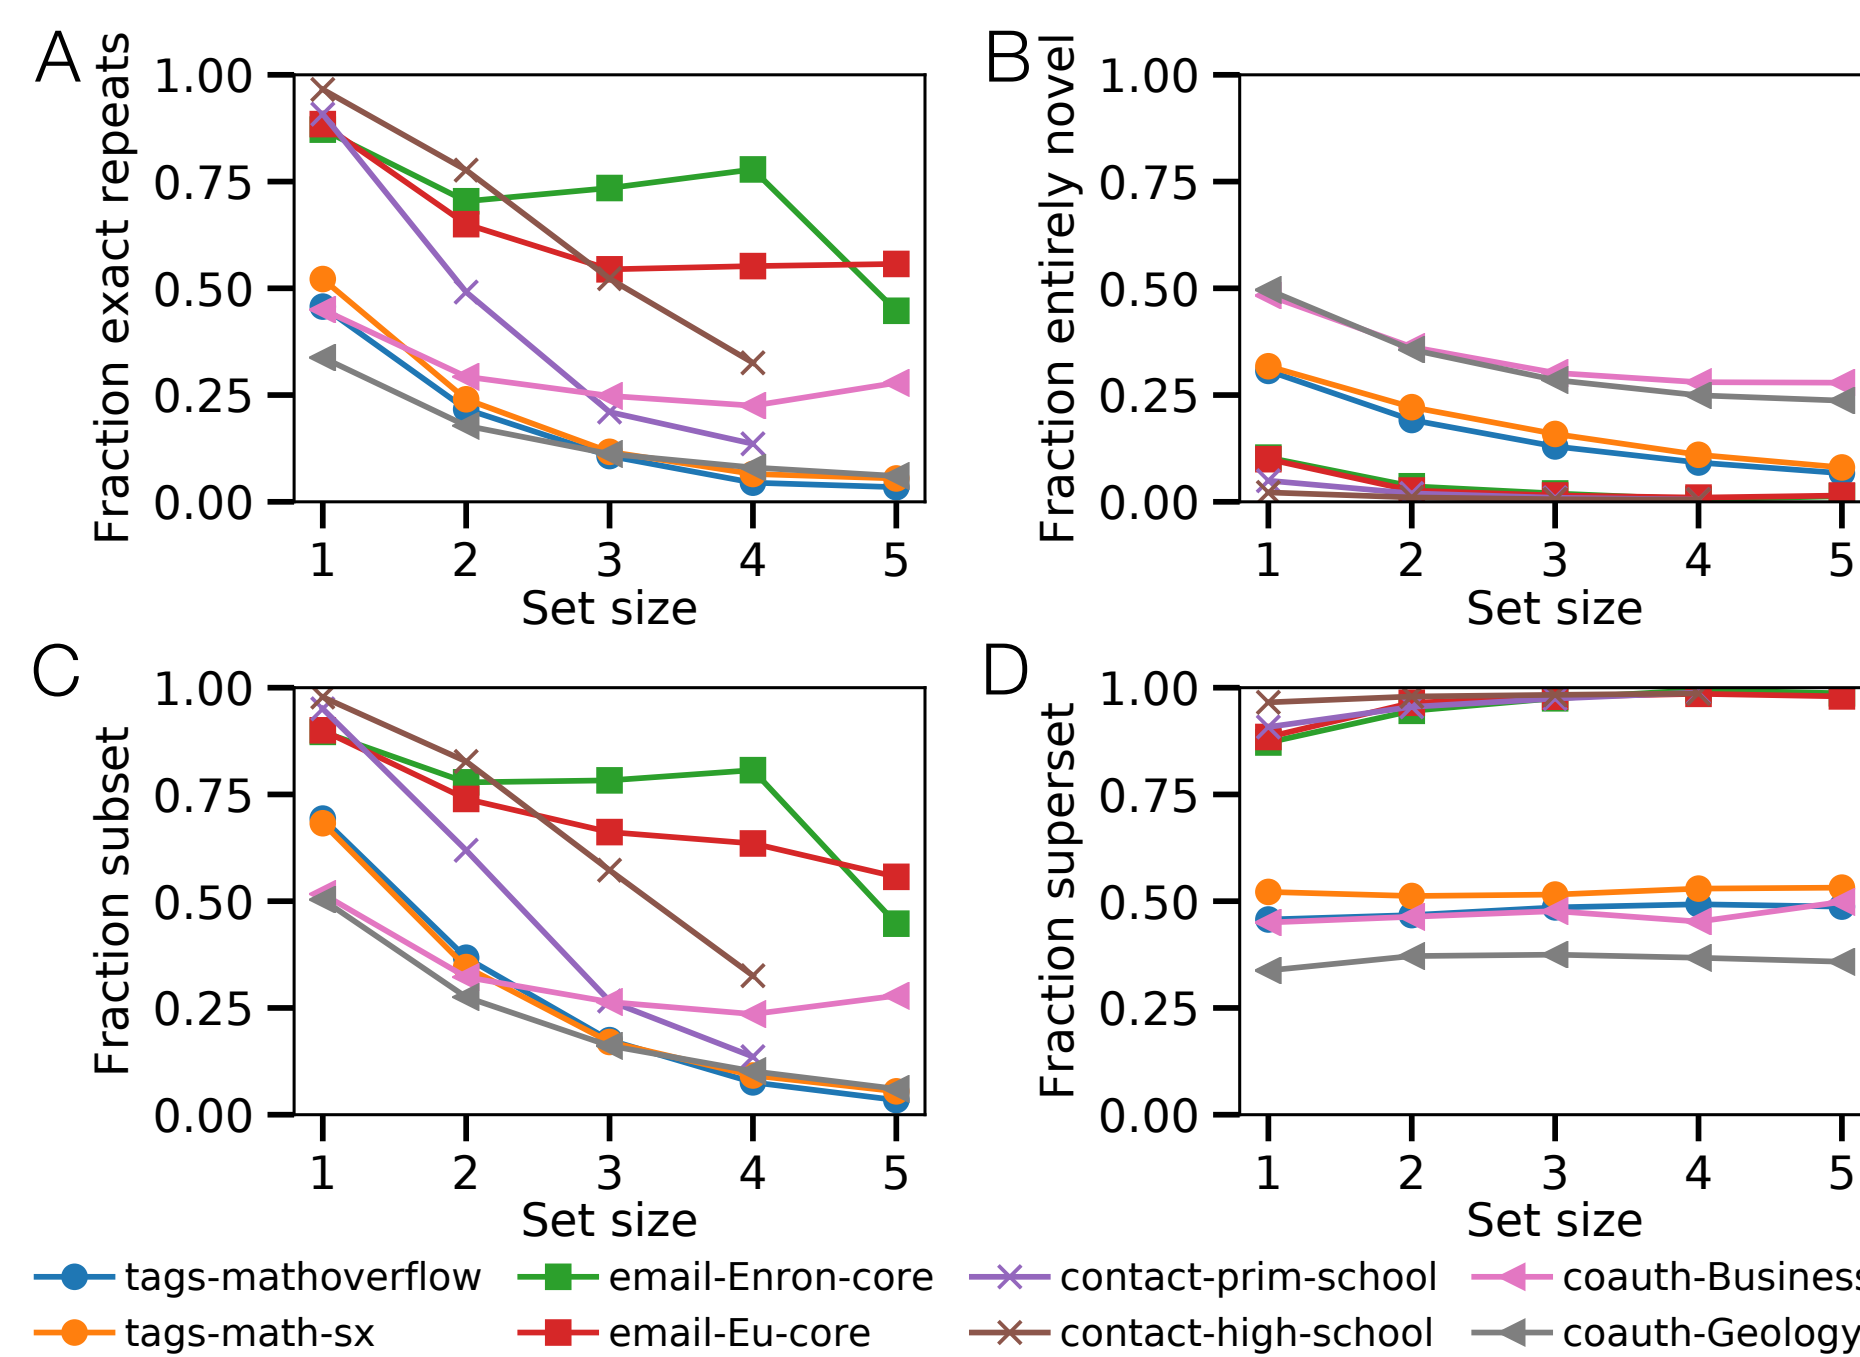 A
Fraction exact repeats
1.00
0.75
0.50
0.25
0.00
1 2 3 4 5
Set size
B
Fraction entirely novel
1.00
0.75
0.50
0.25
0.00
1 2 3 4 5
Set size
C
Fraction subset
1.00
0.75
0.50
0.25
0.00
1 2 3 4 5
Set size
D
Fraction superset
1.00
0.75
0.50
0.25
0.00
1 2 3 4 5
Set size
tags-mathoverflow email-Enron-core contact-prim-school coauth-Business
tags-math-sx email-Eu-core contact-high-school coauth-Geology